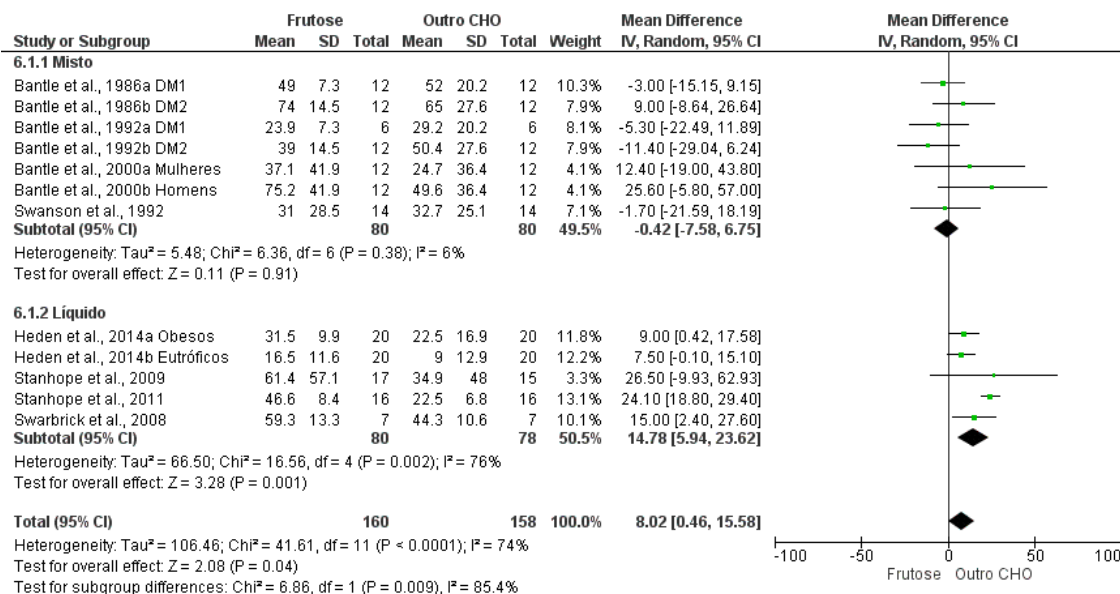 Frutose Outro CHO Mean Difference Mean Difference
Study or Subgroup Mean SD Total Mean SD Total Weight IV, Random, 95% CI IV, Random, 95% CI
6.1.1 Misto
Bantle et al., 1986a DM1 49 7.3 12 52 20.2 12 10.3% -3.00 [-15.15, 9.15]
Bantle et al., 1986b DM2 74 14.5 12 65 27.6 12 7.9% 9.00 [-8.64, 26.64]
Bantle et al., 1992a DM1 23.9 7.3 6 29.2 20.2 6 8.1% -5.30 [-22.49, 11.89]
Bantle et al., 1992b DM2 39 14.5 12 50.4 27.6 12 7.9% -11.40 [-29.04, 6.24]
Bantle et al., 2000a Mulheres 37.1 41.9 12 24.7 36.4 12 4.1% 12.40 [-19.00, 43.80]
Bantle et al., 2000b Homens 75.2 41.9 12 49.6 36.4 12 4.1% 25.60 [-5.80, 57.00]
Swanson et al., 1992 31 28.5 14 32.7 25.1 14 7.1% -1.70 [-21.59, 18.19]
Subtotal (95% CI) 80 80 49.5% -0.42 [-7.58, 6.75]
Heterogeneity: Tau² = 5.48; Chi² = 6.36, df = 6 (P = 0.38); I² = 6%
Test for overall effect: Z = 0.11 (P = 0.91)
6.1.2 Líquido
Heden et al., 2014a Obesos 31.5 9.9 20 22.5 16.9 20 11.8% 9.00 [0.42, 17.58]
Heden et al., 2014b Eutróficos 16.5 11.6 20 9 12.9 20 12.2% 7.50 [-0.10, 15.10]
Stanhope et al., 2009 61.4 57.1 17 34.9 48 15 3.3% 26.50 [-9.93, 62.93]
Stanhope et al., 2011 46.6 8.4 16 22.5 6.8 16 13.1% 24.10 [18.80, 29.40]
Swarbrick et al., 2008 59.3 13.3 7 44.3 10.6 7 10.1% 15.00 [2.40, 27.60]
Subtotal (95% CI) 80 78 50.5% 14.78 [5.94, 23.62]
Heterogeneity: Tau² = 66.50; Chi² = 16.56, df = 4 (P = 0.002); I² = 76%
Test for overall effect: Z = 3.28 (P = 0.001)
Total (95% CI) 160 158 100.0% 8.02 [0.46, 15.58]
Heterogeneity: Tau² = 106.46; Chi² = 41.61, df = 11 (P < 0.0001); I² = 74%
Test for overall effect: Z = 2.08 (P = 0.04)
Test for subgroup differences: Chi² = 6.86, df = 1 (P = 0.009), I² = 85.4%
-100 -50 0 50 100
Frutose Outro CHO